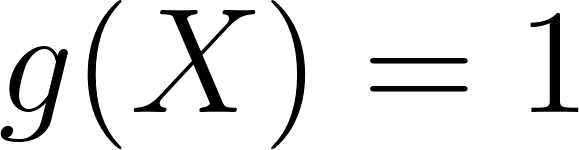 g(X) = 1